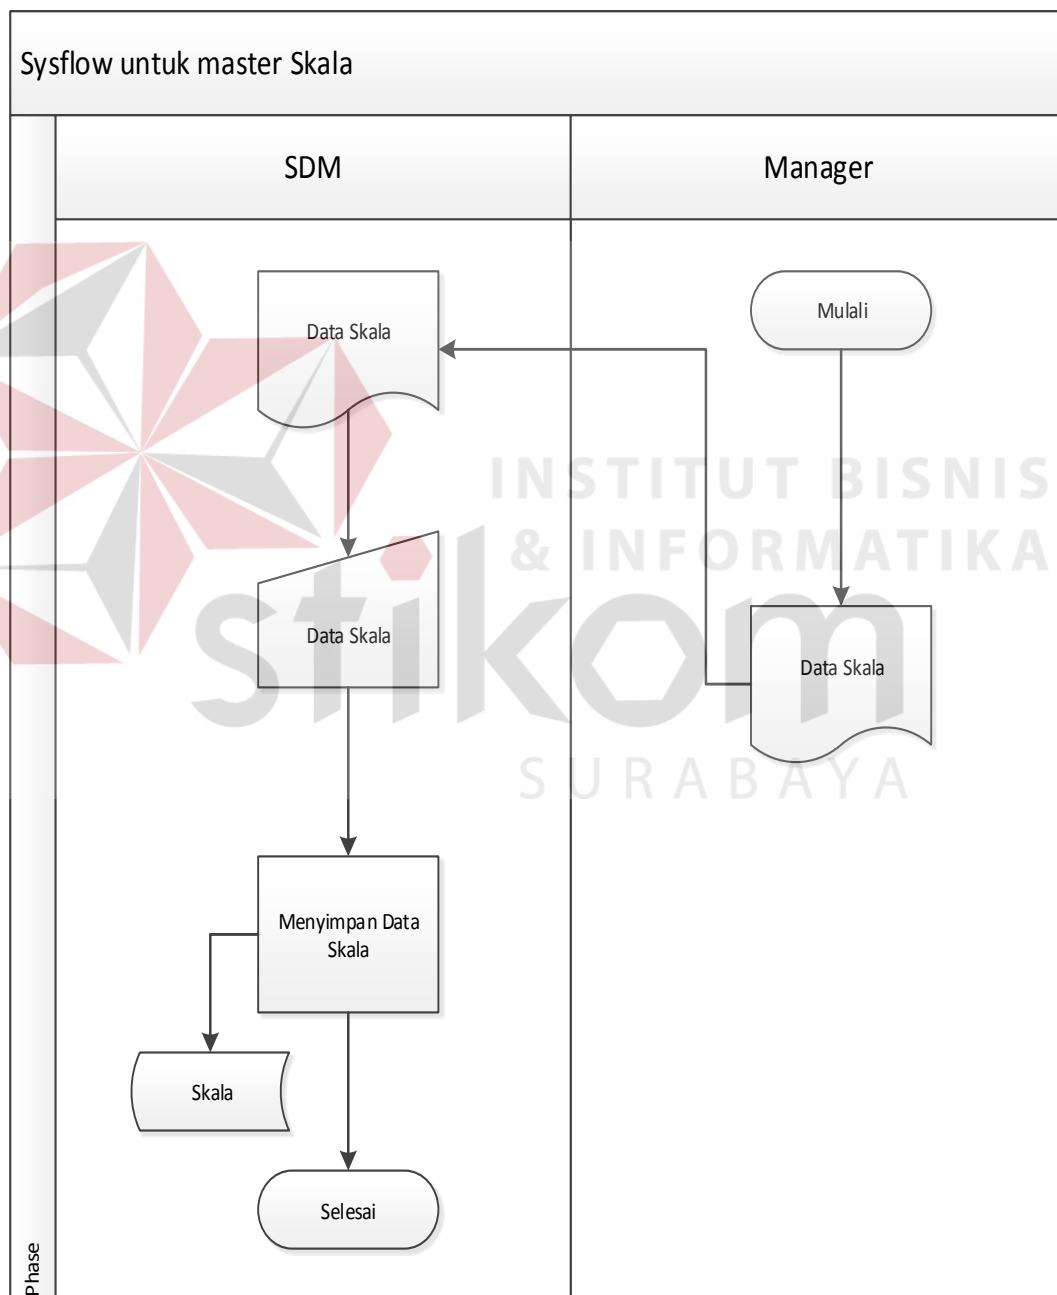 Sysflow untuk master Skala
SDM
Manager
Data Skala
Mulali
INSTITUT BISNIS
& INFORMATIKA
Data Skala
stikom
Data Skala
SURABAYA
Menyimpan Data
Skala
Skala
Selesai
Phase